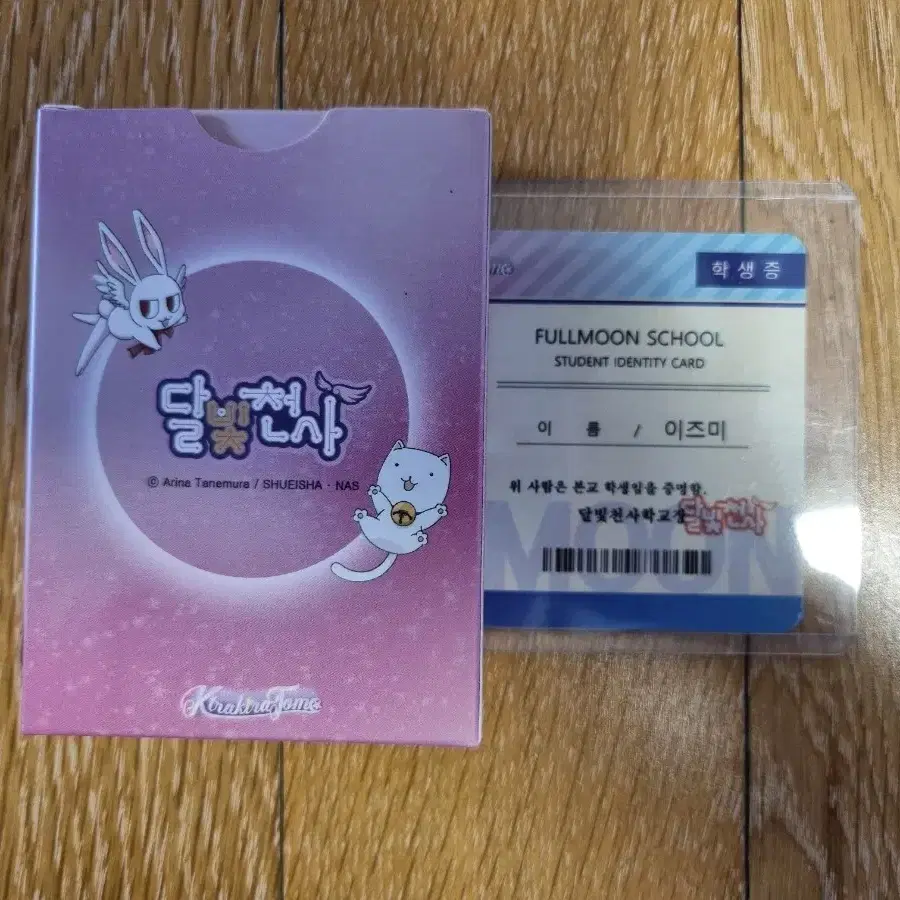 달빛천사
© Arina Tanemura / SHUEISHA · NAS
KirakiraTome
학생증
FULLMOON SCHOOL
STUDENT IDENTITY CARD
이 름 / 이즈미
위 사람은 본교 학생임을 증명함.
달빛천사학교장
달빛천사
MOON